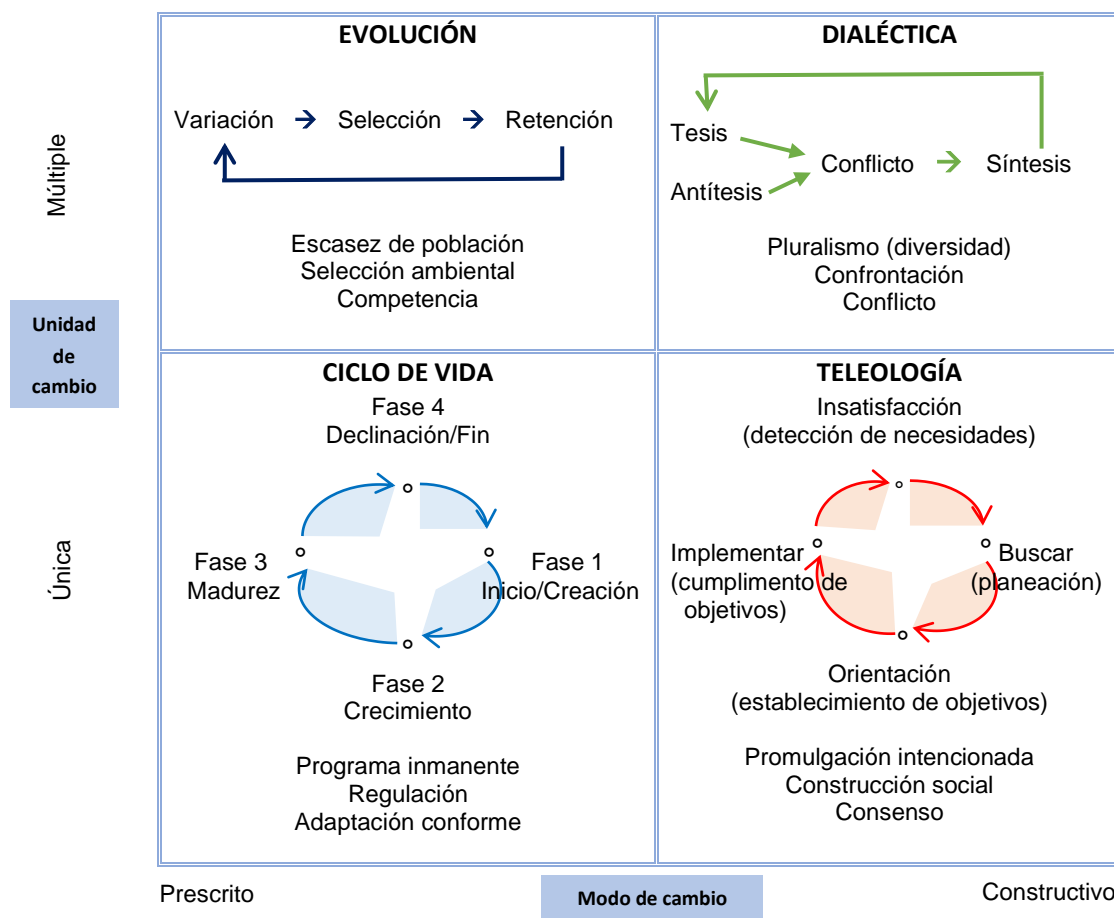 EVOLUCIÓN
Variación Selección Retención
Escasez de población
Selección ambiental
Competencia
DIALÉCTICA
Tesis
Antítesis
Conflicto Síntesis
Pluralismo (diversidad)
Confrontación
Conflicto
Múltiple
Unidad
de
cambio
Única
CICLO DE VIDA
Fase 4
Declinación/Fin
Fase 3
Madurez
Fase 1
Inicio/Creación
Fase 2
Crecimiento
Programa inmanente
Regulación
Adaptación conforme
TELEOLOGÍA
Insatisfacción
(detección de necesidades)
Implementar
(cumplimento de
objetivos)
Buscar
(planeación)
Orientación
(establecimiento de objetivos)
Promulgación intencionada
Construcción social
Consenso
Prescrito
Modo de cambio
Constructivo